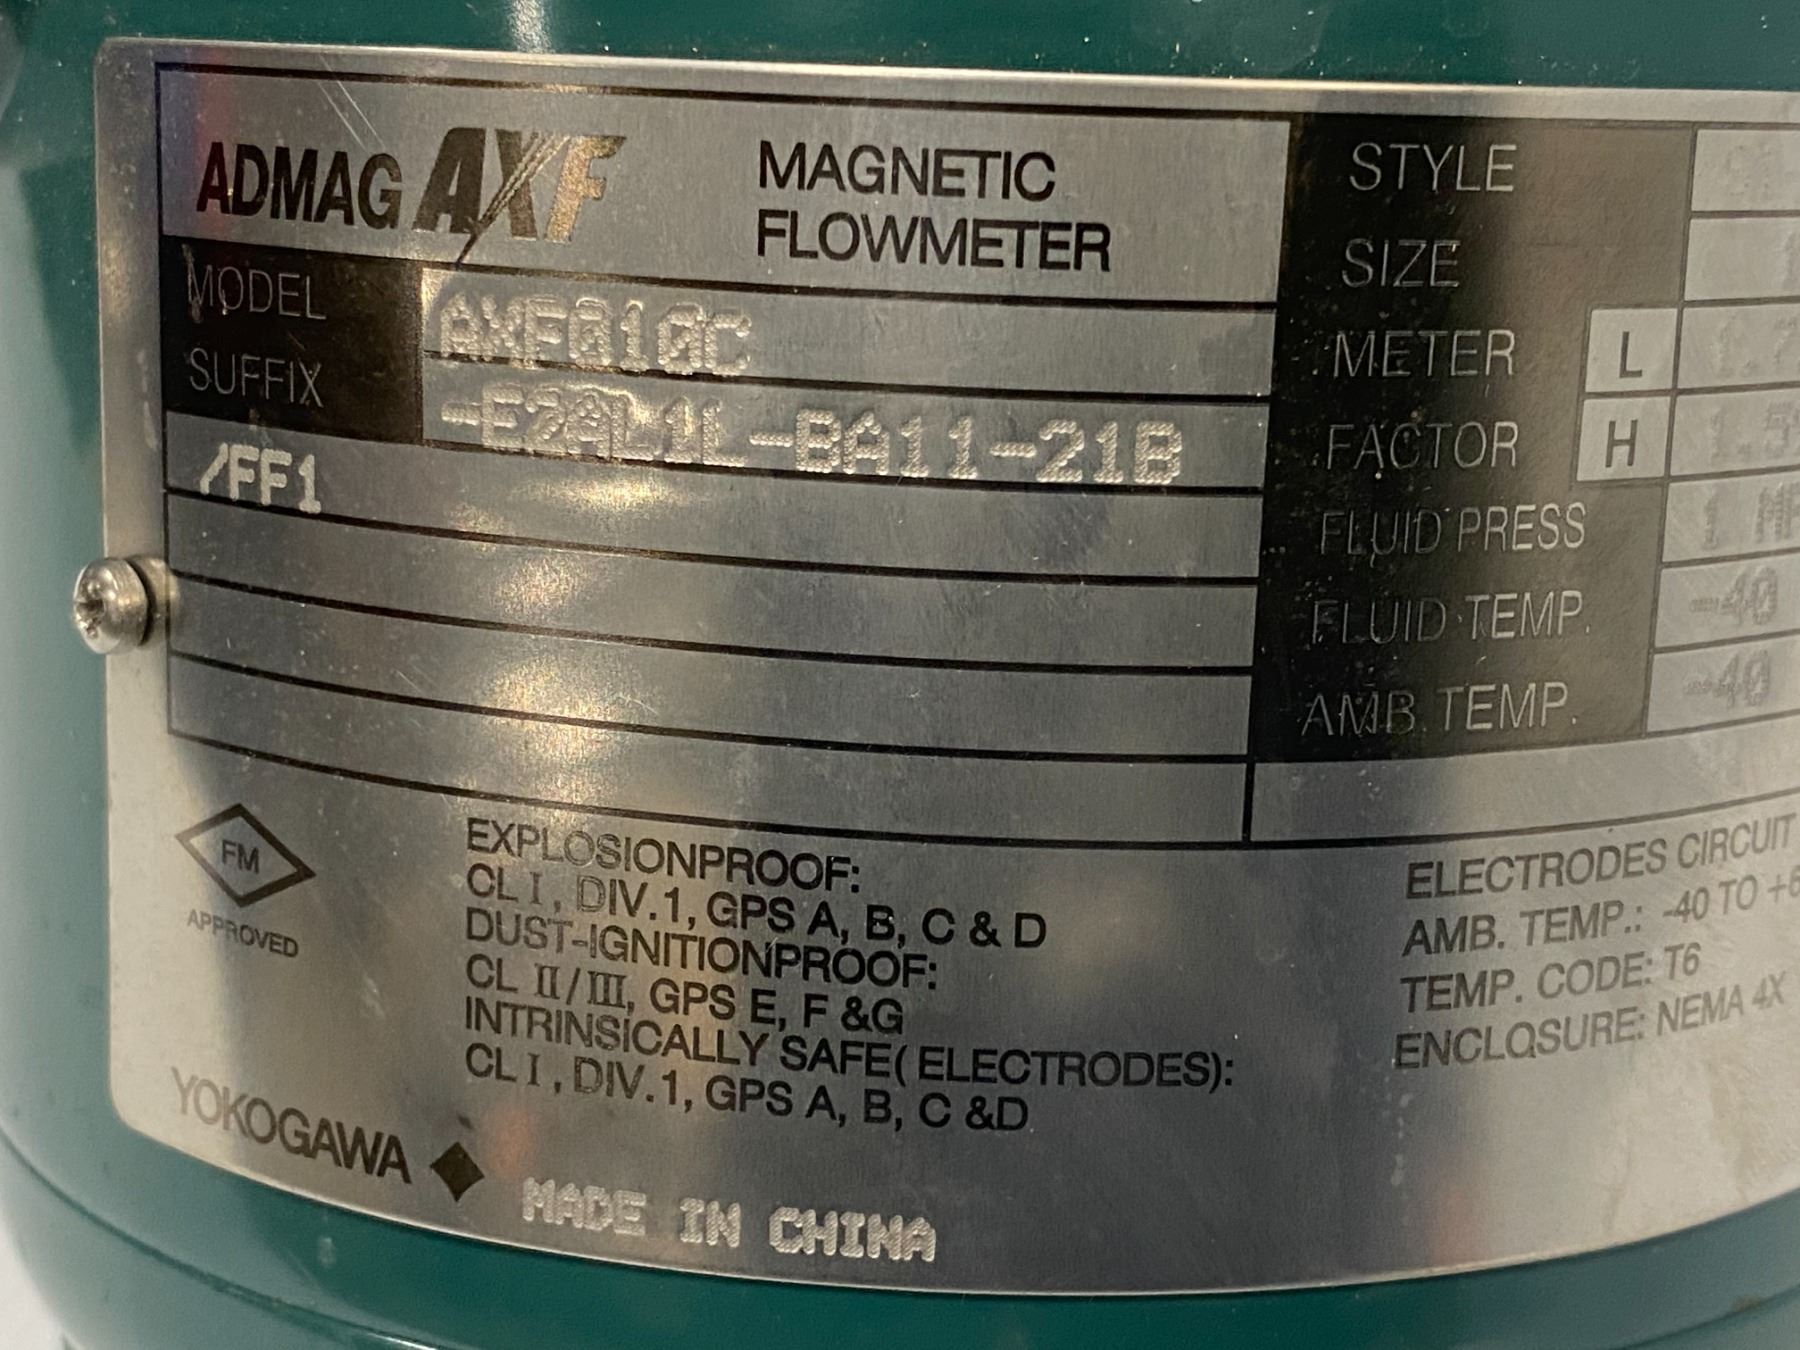 ADMAG AXF
MAGNETIC
FLOWMETER
MODEL
AXF010C
SUFFIX
-E2AL1L-BA11-21B
/FF1
STYLE
SIZE
METER
FACTOR
L
H
FLUID PRESS
FLUID TEMP. -40
AMB. TEMP. -40
FM
APPROVED
EXPLOSIONPROOF:
CL I, DIV.1, GPS A, B, C & D
DUST-IGNITIONPROOF:
CL II/III, GPS E, F &G
INTRINSICALLY SAFE( ELECTRODES):
CL I, DIV.1, GPS A, B, C &D
ELECTRODES CIRCUIT
AMB. TEMP.: -40 TO
TEMP. CODE: T6
ENCLOSURE: NEMA 4X
YOKOGAWA
MADE IN CHINA